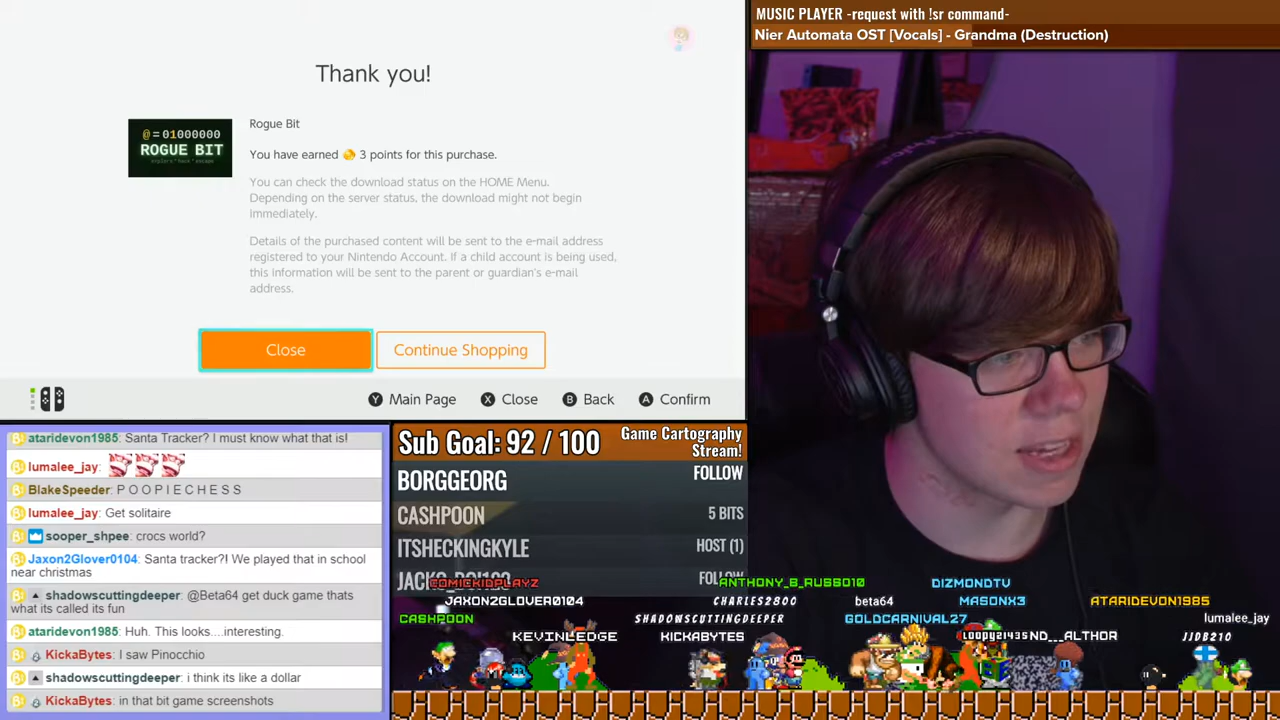 MUSIC PLAYER -request with !sr command-
Nier Automata OST [Vocals] - Grandma (Destruction)
Thank you!
@=01000000
ROGUE BIT
explore*hack*escape
Rogue Bit
You have earned 3 points for this purchase.
You can check the download status on the HOME Menu.
Depending on the server status, the download might not begin
immediately.
Details of the purchased content will be sent to the e-mail address
registered to your Nintendo Account. If a child account is being used,
this information will be sent to the parent or guardian's e-mail
address.
Close
Continue Shopping
Y Main Page
X Close
B Back
A Confirm
ataridevon1985: Santa Tracker? I must know what that is!
lumalee_jay:
BlakeSpeeder: P O O P I E C H E S S
lumalee_jay: Get solitaire
sooper_shpee: crocs world?
Jaxon2Glover0104: Santa tracker?! We played that in school
near christmas
shadowscuttingdeeper: @Beta64 get duck game thats
what its called its fun
ataridevon1985: Huh. This looks....interesting.
KickaBytes: I saw Pinocchio
shadowscuttingdeeper: i think its like a dollar
KickaBytes: in that bit game screenshots
Sub Goal: 92 / 100
Game Cartography
Stream!
BORGGEORG FOLLOW
CASHPOON 5 BITS
ITSHECKINGKYLE HOST (1)
FOLLOW
COMICKIDPLAYZ
ANTHONY_B_RUSSO10
DIZMONDTV
JAXON2GLOVER0104
CHARLES2800
beta64
MASONX3
ATARIDEVON1985
CASHPOON
SHADOWSCUTTINGDEEPER
GOLDCARNIVAL27
lumalee_jay
KEVINLEDGE
KICKABYTES
JJDB210